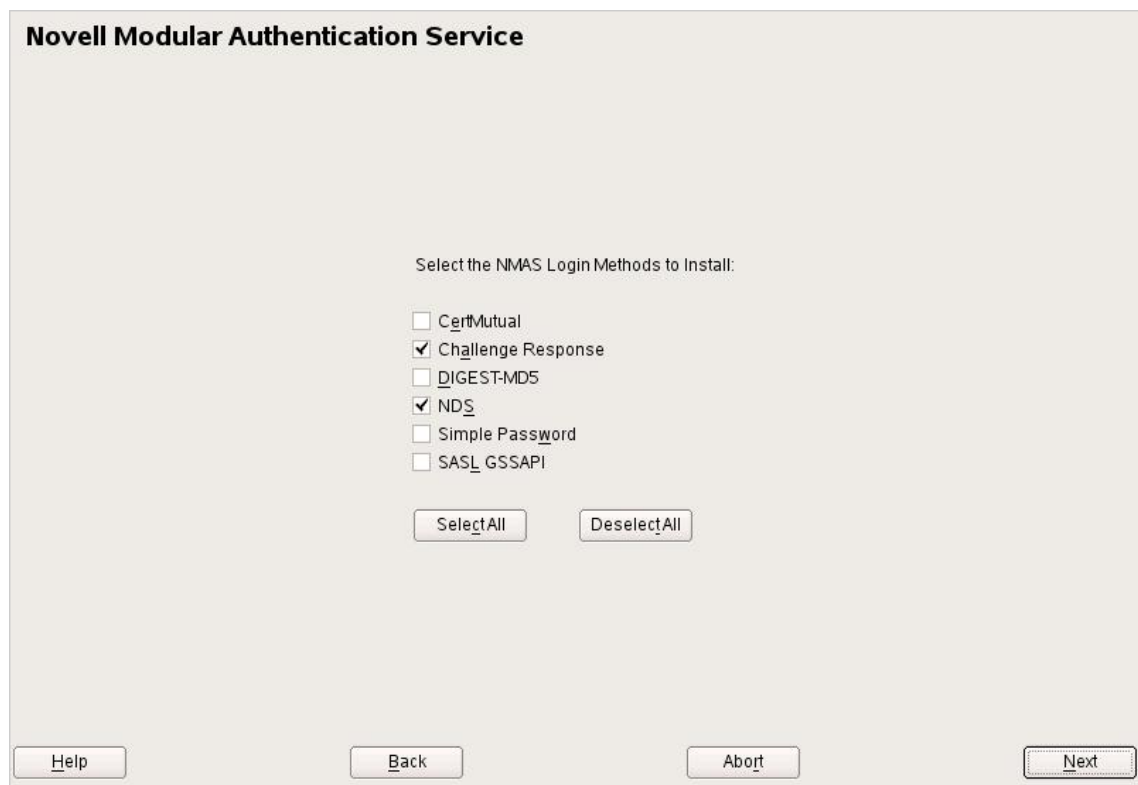 Novell Modular Authentication Service
Select the NMAS Login Methods to Install:
CertMutual
Challenge Response
DIGEST-MD5
NDS
Simple Password
SASL GSSAPI
Select All
Deselect All
Help
Back
Abort
Next